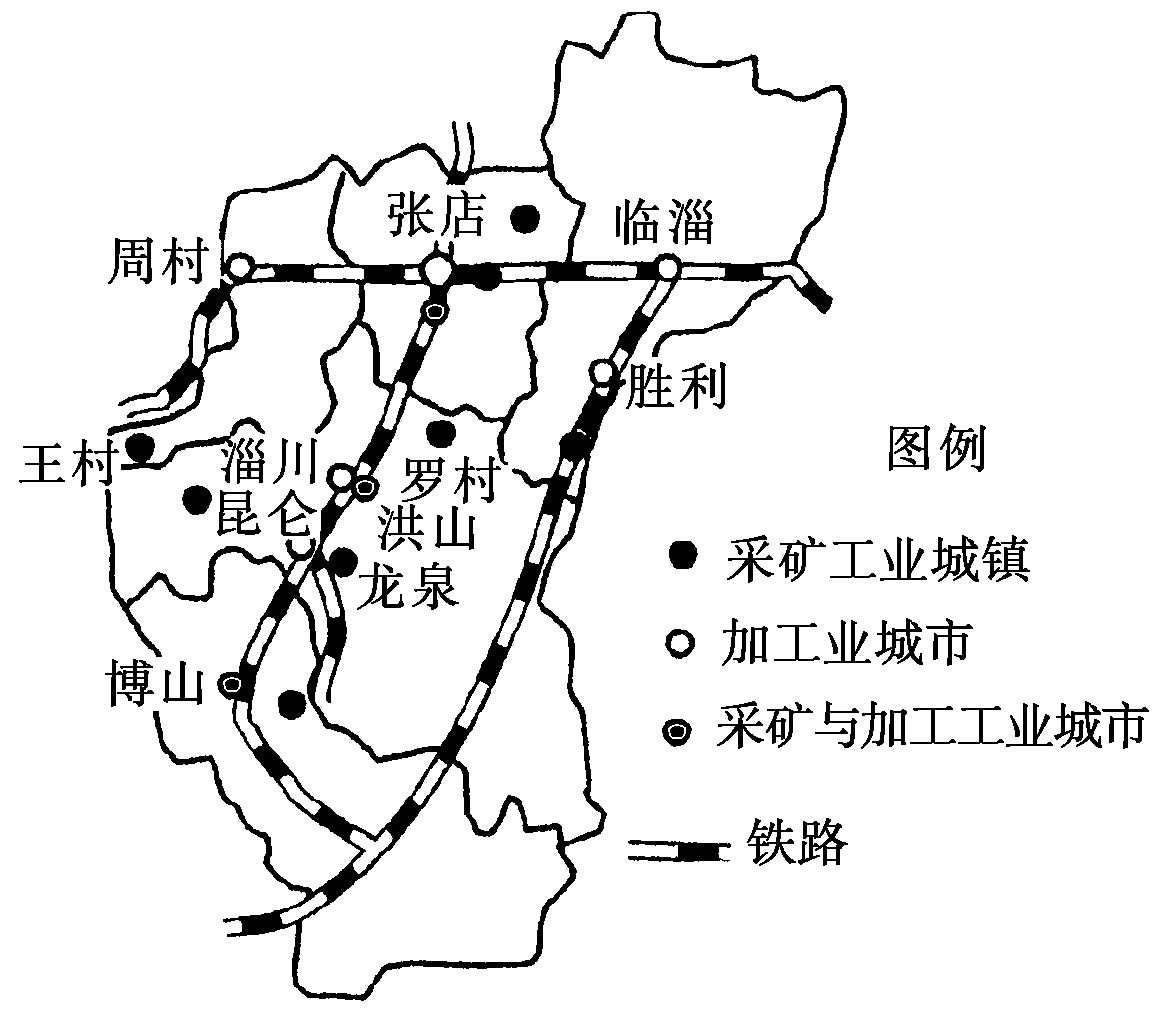 张店
临淄
周村
胜利
王村
淄川
罗村
昆仑
洪山
龙泉
博山
图例
采矿工业城镇
加工业城市
采矿与加工工业城市
铁路